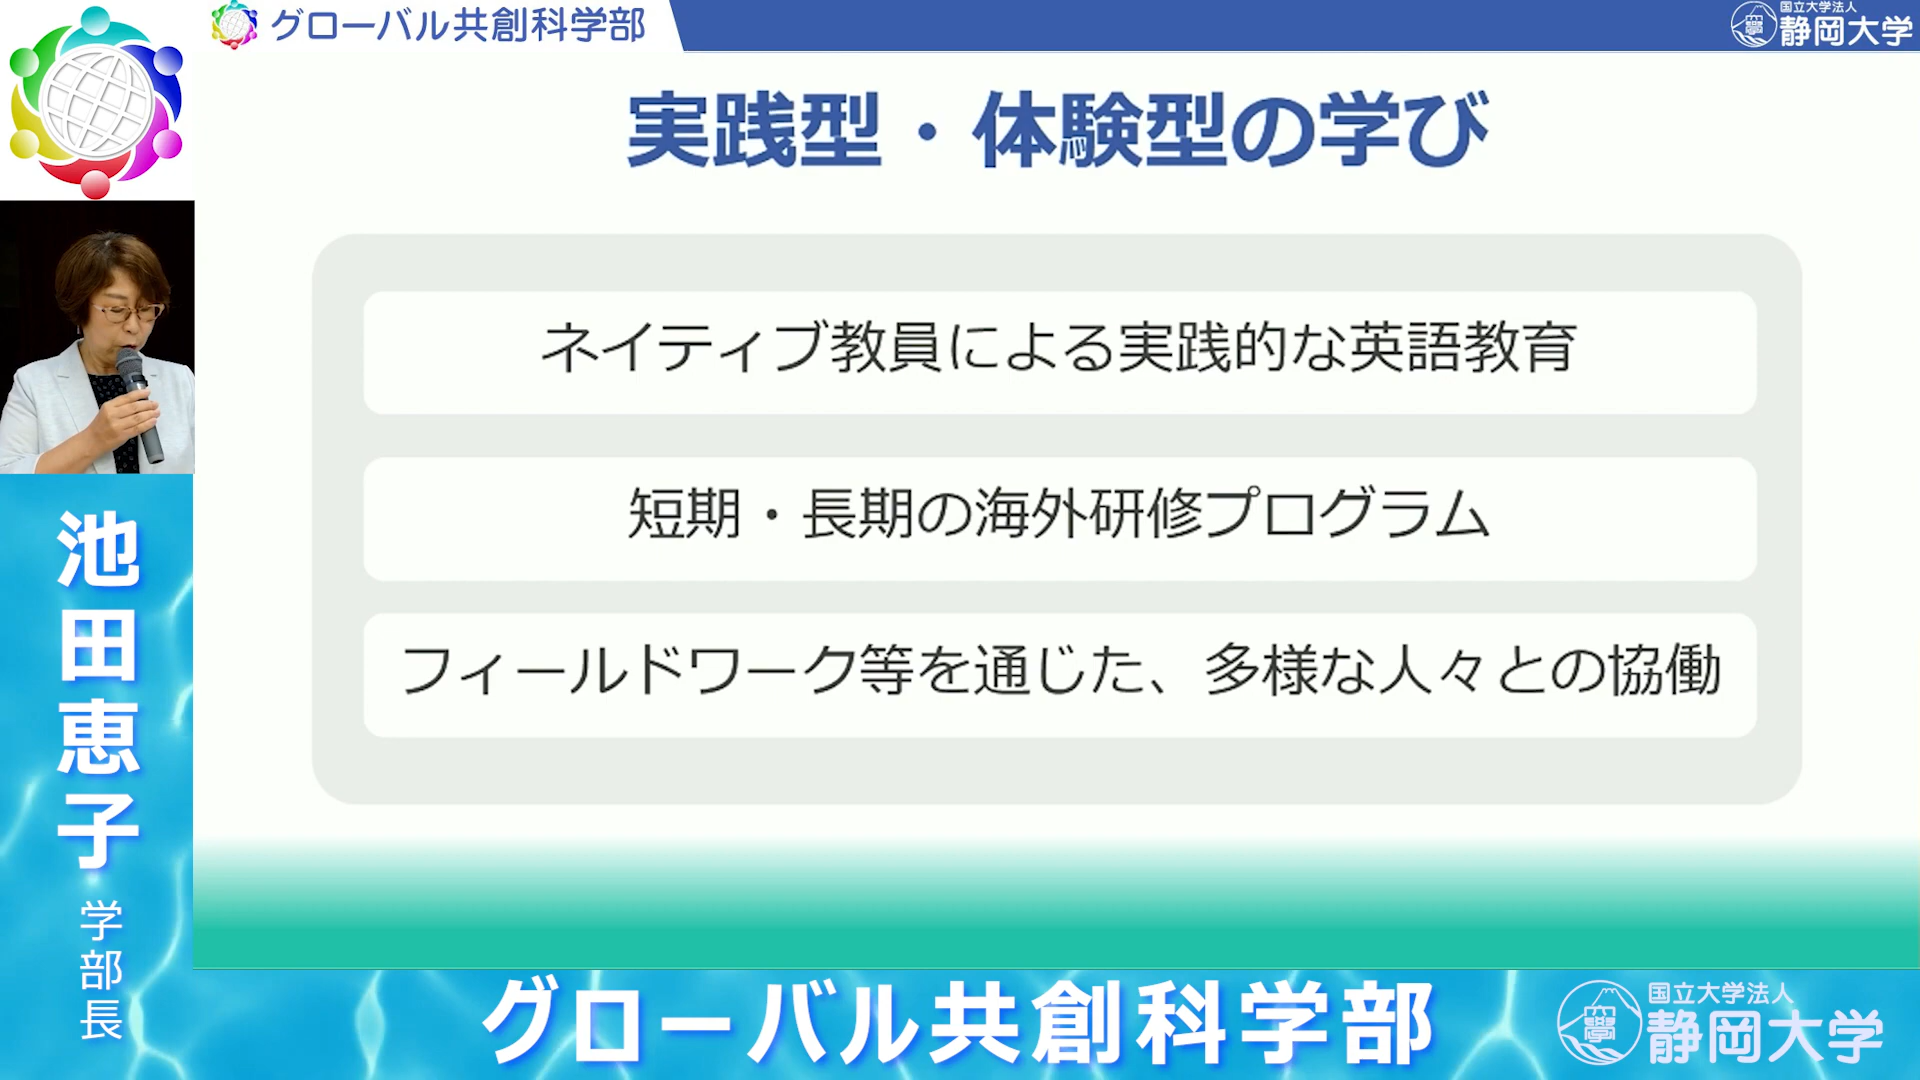 グローバル共創科学部
国立大学法人
静岡大学
実践型・体験型の学び
ネイティブ教員による実践的な英語教育
短期・長期の海外研修プログラム
フィールドワーク等を通じた、多様な人々との協働
池田恵子
学部長
グローバル共創科学部
国立大学法人
静岡大学